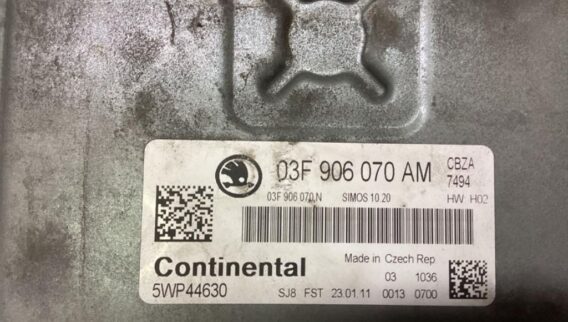 03F 906 070 AM CBZA
7494
03F 906 070.N SIMOS 10.20 HW H02
Continental Made in Czech Rep
03 1036
5WP44630 SJ8 FST 23.01.11 0013 0700